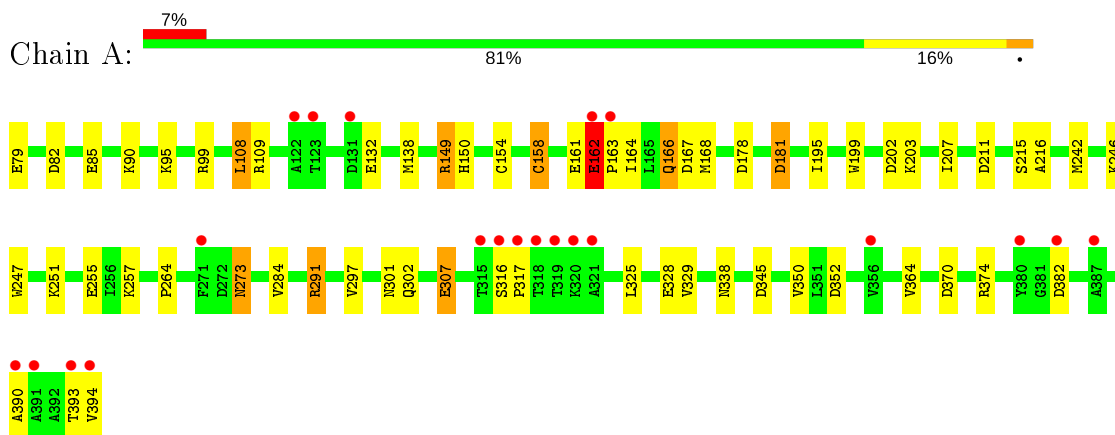 7%
Chain A:
81% 16% •
E79 D82 E85 K90 K95 R99 L108 R109 A122 T123 D131 E132 M138 R149 H150 C154 C158 E161 E162 P163 I164 L165 Q166 D167 M168 D178 D181 I195 W199 D202 K203 I207 D211 S215 A216 M242 K246
W247 K251 E255 I256 K257 P264 F271 D272 N273 V284 R291 V297 N301 Q302 E307 T315 S316 P317 T318 T319 K320 A321 L325 E328 V329 N338 D345 V350 L351 D352 V356 V364 D370 R374 Y380 G381 D382 A387
A390 A391 A392 T393 V394